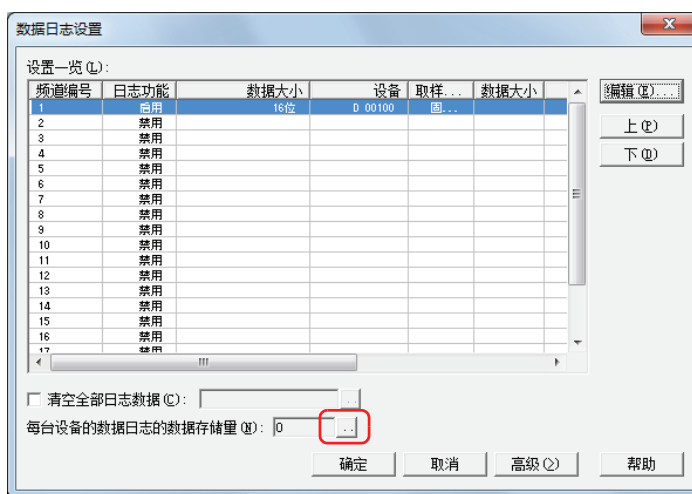 数据日志设置
设置一览(L):
频道编号 日志功能 数据大小 设备 取样... 数据大小
1 启用 16位 D 00100 固...
2 禁用
3 禁用
4 禁用
5 禁用
6 禁用
7 禁用
8 禁用
9 禁用
10 禁用
11 禁用
12 禁用
13 禁用
14 禁用
15 禁用
16 禁用
17 禁用
编辑(E)...
上(P)
下(D)
清空全部日志数据(C): ..
每台设备的数据日志的数据存储量(N): 0 ..
确定 取消 高级(>) 帮助